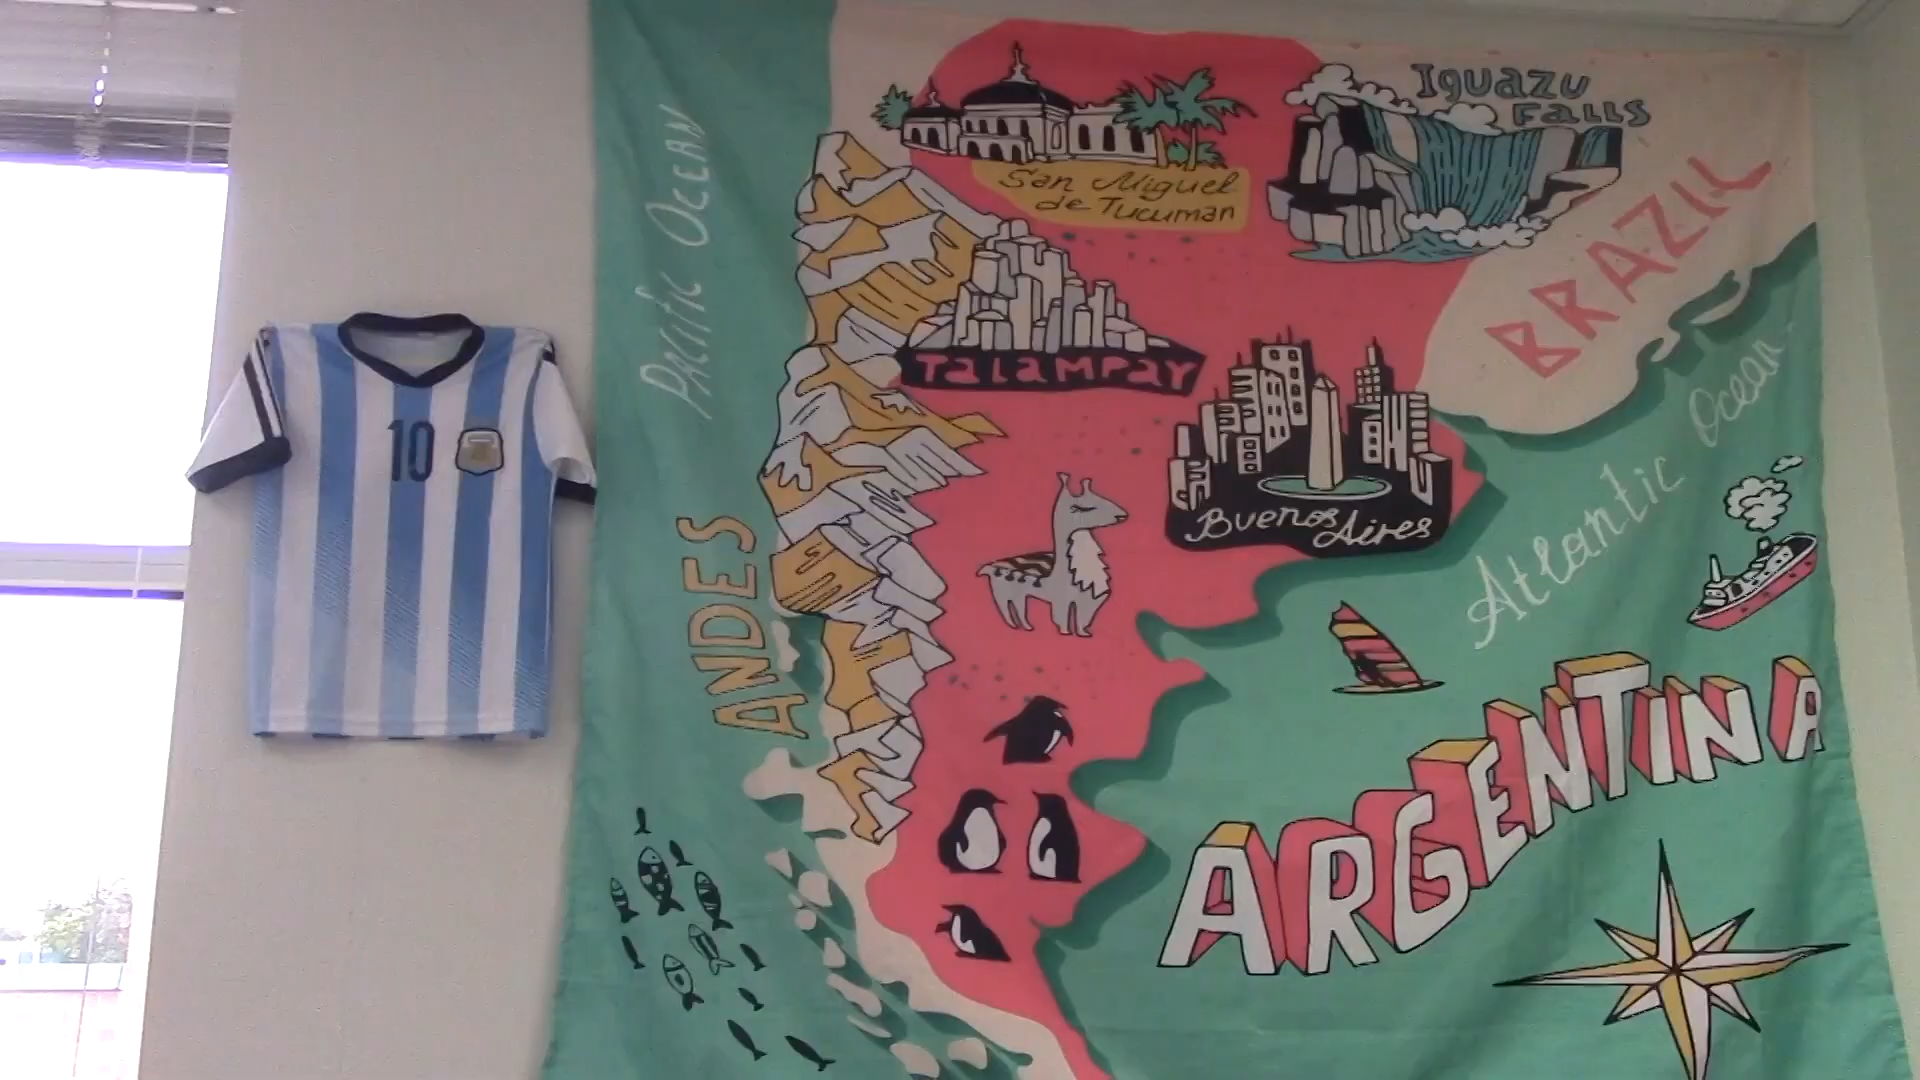 10
Pacific Ocean
ANDES
San Miguel
de Tucuman
Iguazu
Falls
BRAZIL
TALAMPAY
Buenos Aires
Atlantic Ocean
ARGENTINA